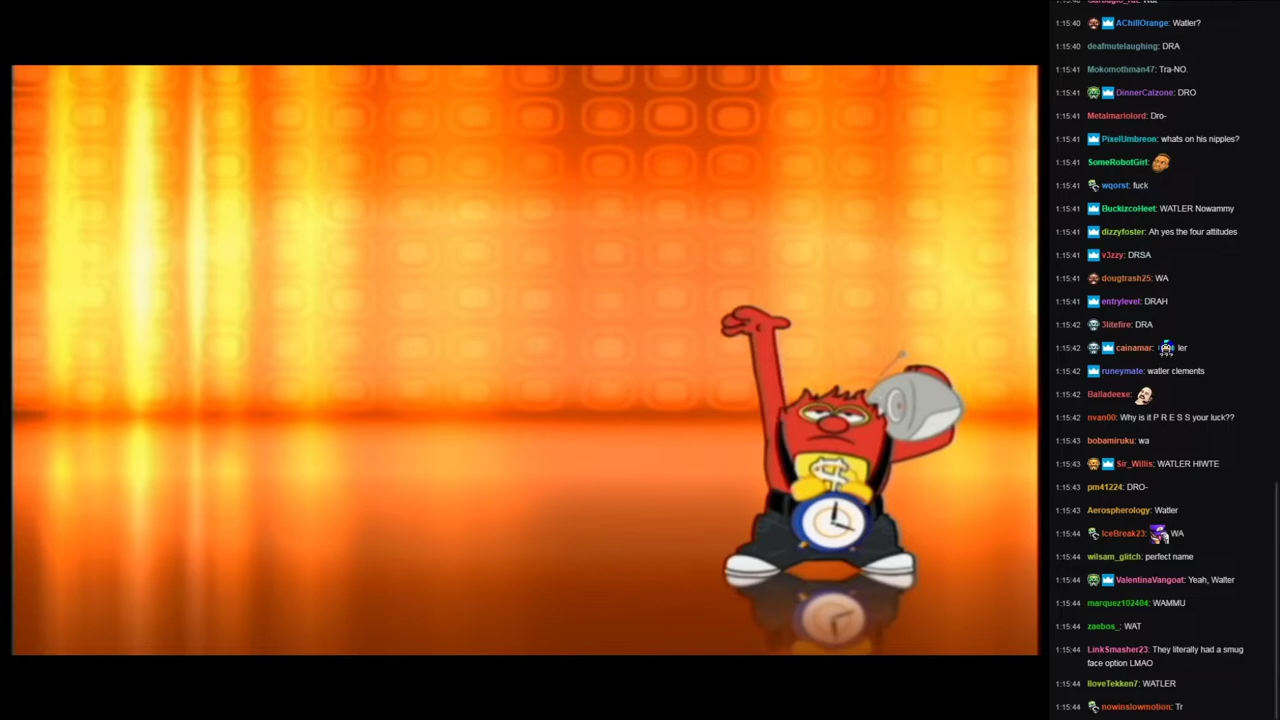 1:15:40 AChillOrange: Watler?
1:15:40 deafmutelaughing: DRA
1:15:41 Mokomothman47: Tra-NO.
1:15:41 DinnerCalzone: DRO
1:15:41 Metalmariolord: Dro-
1:15:41 PixelUmbreon: whats on his nipples?
1:15:41 SomeRobotGirl:
1:15:41 wqorst: fuck
1:15:41 BuckizcoHeet: WATLER Nowammy
1:15:41 dizzyfoster: Ah yes the four attitudes
1:15:41 v3zzy: DRSA
1:15:41 dougtrash25: WA
1:15:41 entrylevel: DRAH
1:15:42 3litefire: DRA
1:15:42 cainamar: ler
1:15:42 runeymate: watler clements
1:15:42 Balladeexe:
1:15:42 nvan00: Why is it P R E S S your luck??
1:15:43 bobamiruku: wa
1:15:43 Sir_Willis: WATLER HIWTE
1:15:43 pm41224: DRO-
1:15:43 Aerospherology: Watler
1:15:44 IceBreak23: WA
1:15:44 wilsam_glitch: perfect name
1:15:44 ValentinaVangoat: Yeah, Walter
1:15:44 marquez102404: WAMMU
1:15:44 zaebos_: WAT
1:15:44 LinkSmasher23: They literally had a smug
face option LMAO
1:15:44 IloveTekken7: WATLER
1:15:44 nowinslowmotion: Tr
$